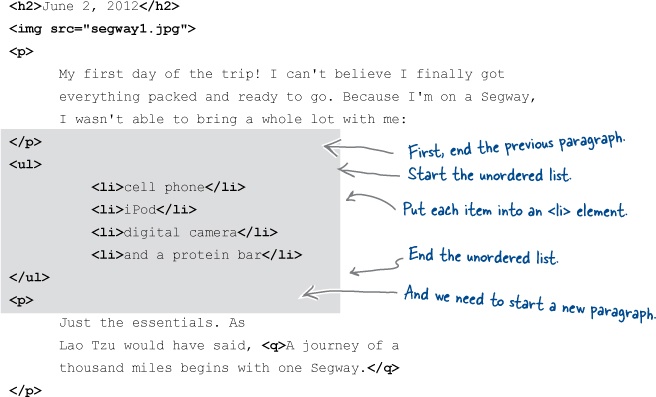 <h2>June 2, 2012</h2>
<img src="segway1.jpg">
<p>
My first day of the trip! I can't believe I finally got
everything packed and ready to go. Because I'm on a Segway,
I wasn't able to bring a whole lot with me:
</p>
First, end the previous paragraph.
<ul>
Start the unordered list.
<li>cell phone</li>
<li>iPod</li>
Put each item into an <li> element.
<li>digital camera</li>
<li>and a protein bar</li>
End the unordered list.
</ul>
<p>
And we need to start a new paragraph.
Just the essentials. As
Lao Tzu would have said, <q>A journey of a
thousand miles begins with one Segway.</q>
</p>